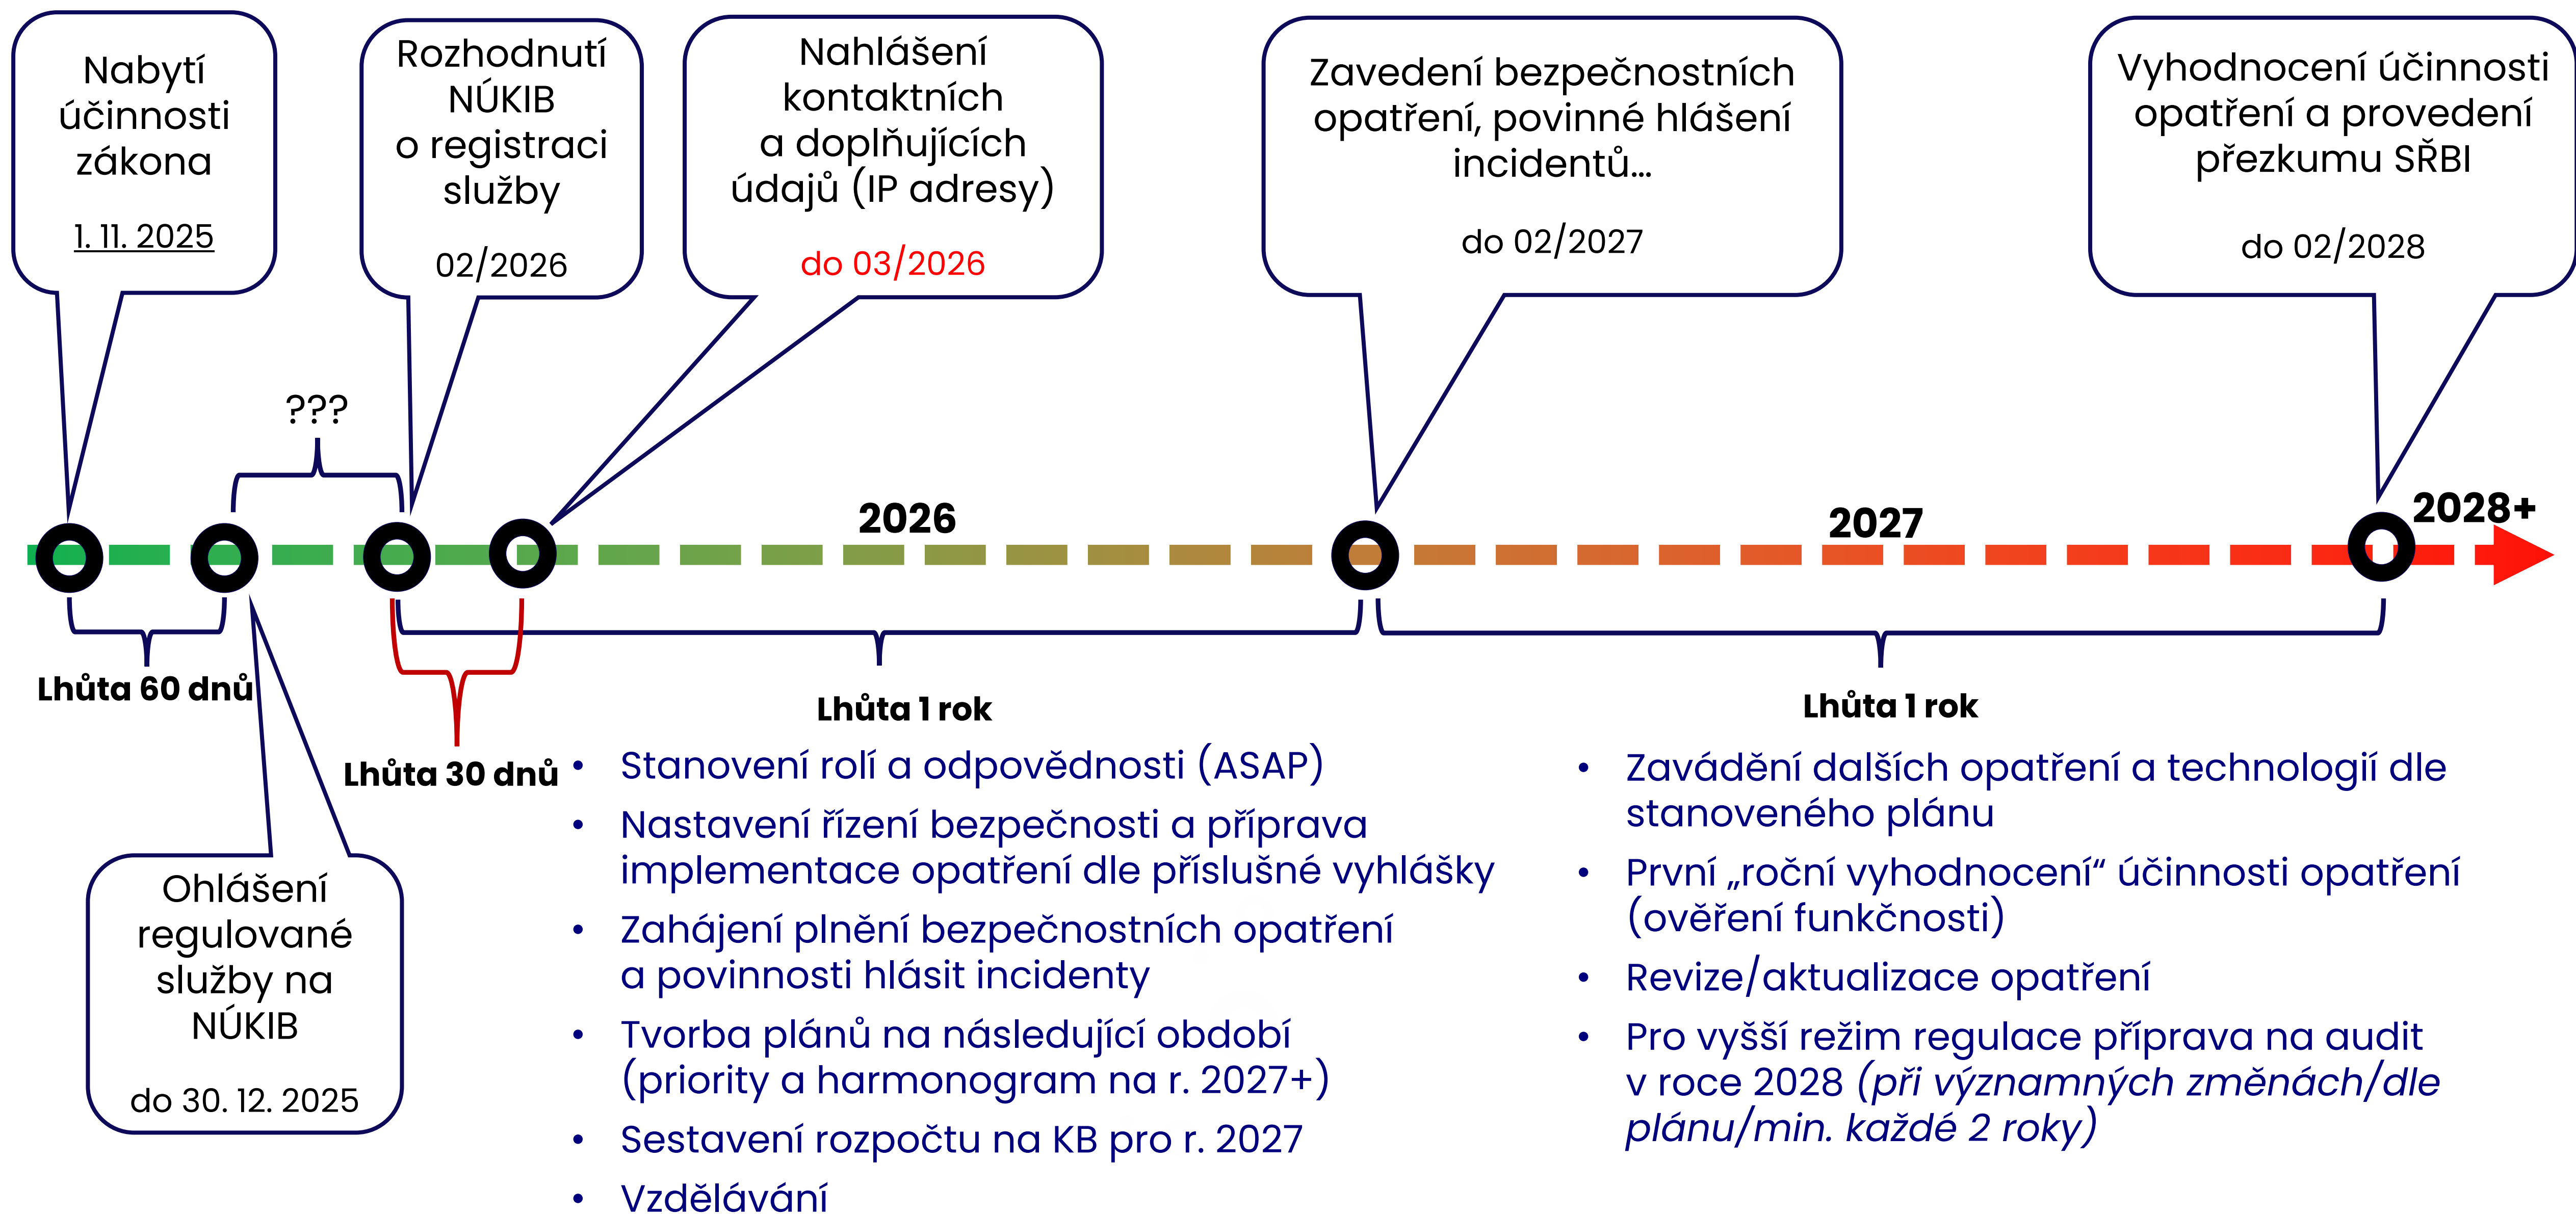 Nabytí
účinnosti
zákona
1. 11. 2025
Rozhodnutí
NÚKIB
o registraci
služby
02/2026
Nahlášení
kontaktních
a doplňujících
údajů (IP adresy)
do 03/2026
Zavedení bezpečnostních
opatření, povinné hlášení
incidentů...
do 02/2027
Vyhodnocení účinnosti
opatření a provedení
přezkumu SŘBI
do 02/2028
???
2026
2027
2028+
Lhůta 60 dnů
Lhůta 30 dnů
Lhůta 1 rok
Lhůta 1 rok
Ohlášení
regulované
služby na
NÚKIB
do 30. 12. 2025
• Stanovení rolí a odpovědnosti (ASAP)
• Nastavení řízení bezpečnosti a příprava
implementace opatření dle příslušné vyhlášky
• Zahájení plnění bezpečnostních opatření
a povinnosti hlásit incidenty
• Tvorba plánů na následující období
(priority a harmonogram na r. 2027+)
• Sestavení rozpočtu na KB pro r. 2027
• Vzdělávání
• Zavádění dalších opatření a technologií dle
stanoveného plánu
• První „roční vyhodnocení“ účinnosti opatření
(ověření funkčnosti)
• Revize/aktualizace opatření
• Pro vyšší režim regulace příprava na audit
v roce 2028 (při významných změnách/dle
plánu/min. každé 2 roky)